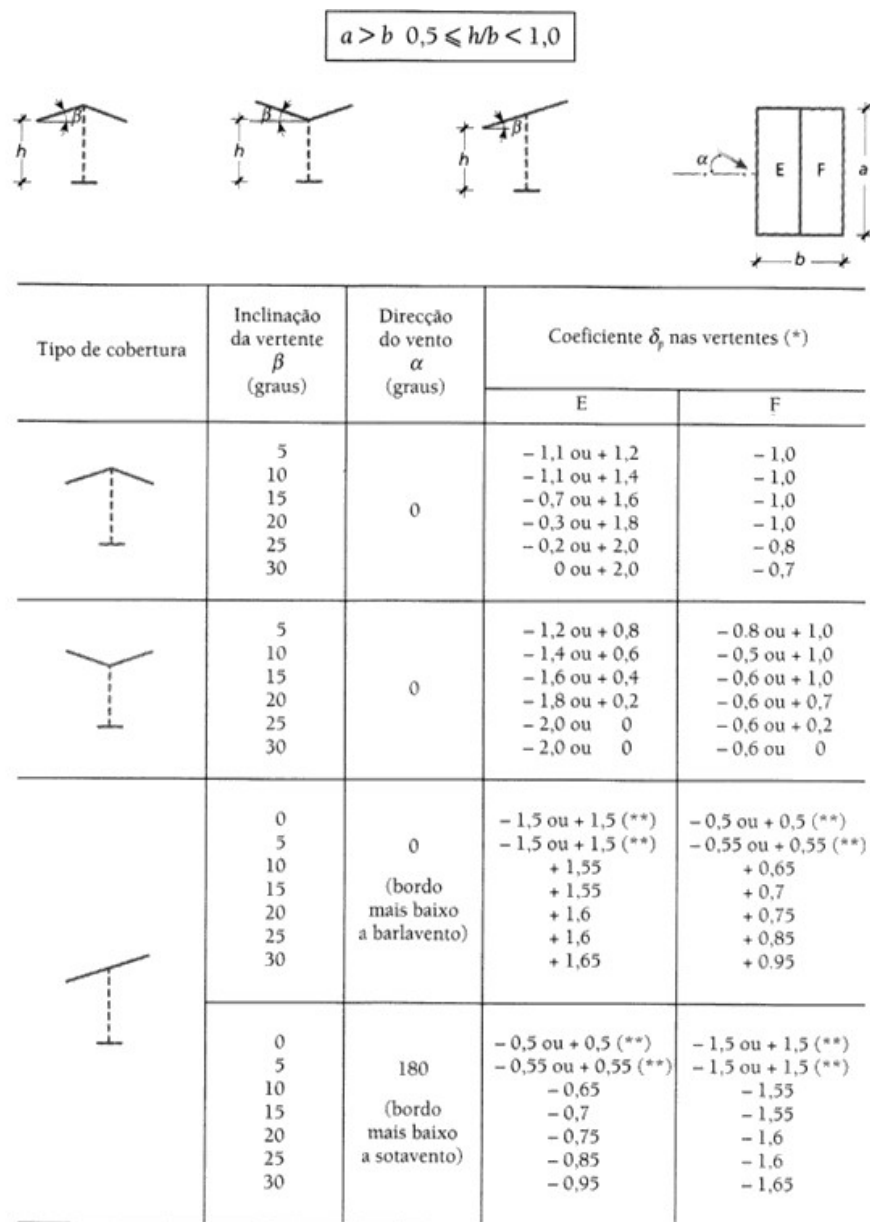 a > b 0,5 ⩽ h/b < 1,0
β
h
β
h
β
h
α
E
F
a
b
Tipo de cobertura
Inclinação
da vertente
β
(graus)
Direcção
do vento
α
(graus)
Coeficiente δp nas vertentes (*)
E
F
5
10
15
20
25
30
0
– 1,1 ou + 1,2
– 1,1 ou + 1,4
– 0,7 ou + 1,6
– 0,3 ou + 1,8
– 0,2 ou + 2,0
0 ou + 2,0
– 1,0
– 1,0
– 1,0
– 1,0
– 0,8
– 0,7
5
10
15
20
25
30
0
– 1,2 ou + 0,8
– 1,4 ou + 0,6
– 1,6 ou + 0,4
– 1,8 ou + 0,2
– 2,0 ou 0
– 2,0 ou 0
– 0.8 ou + 1,0
– 0,5 ou + 1,0
– 0,6 ou + 1,0
– 0,6 ou + 0,7
– 0,6 ou + 0,2
– 0,6 ou 0
0
5
10
15
20
25
30
0
(bordo
mais baixo
a barlavento)
– 1,5 ou + 1,5 (**)
– 1,5 ou + 1,5 (**)
+ 1,55
+ 1,55
+ 1,6
+ 1,6
+ 1,65
– 0,5 ou + 0,5 (**)
– 0,55 ou + 0,55 (**)
+ 0,65
+ 0,7
+ 0,75
+ 0,85
+ 0.95
0
5
10
15
20
25
30
180
(bordo
mais baixo
a sotavento)
– 0,5 ou + 0,5 (**)
– 0,55 ou + 0,55 (**)
– 0,65
– 0,7
– 0,75
– 0,85
– 0,95
– 1,5 ou + 1,5 (**)
– 1,5 ou + 1,5 (**)
– 1,55
– 1,55
– 1,6
– 1,6
– 1,65